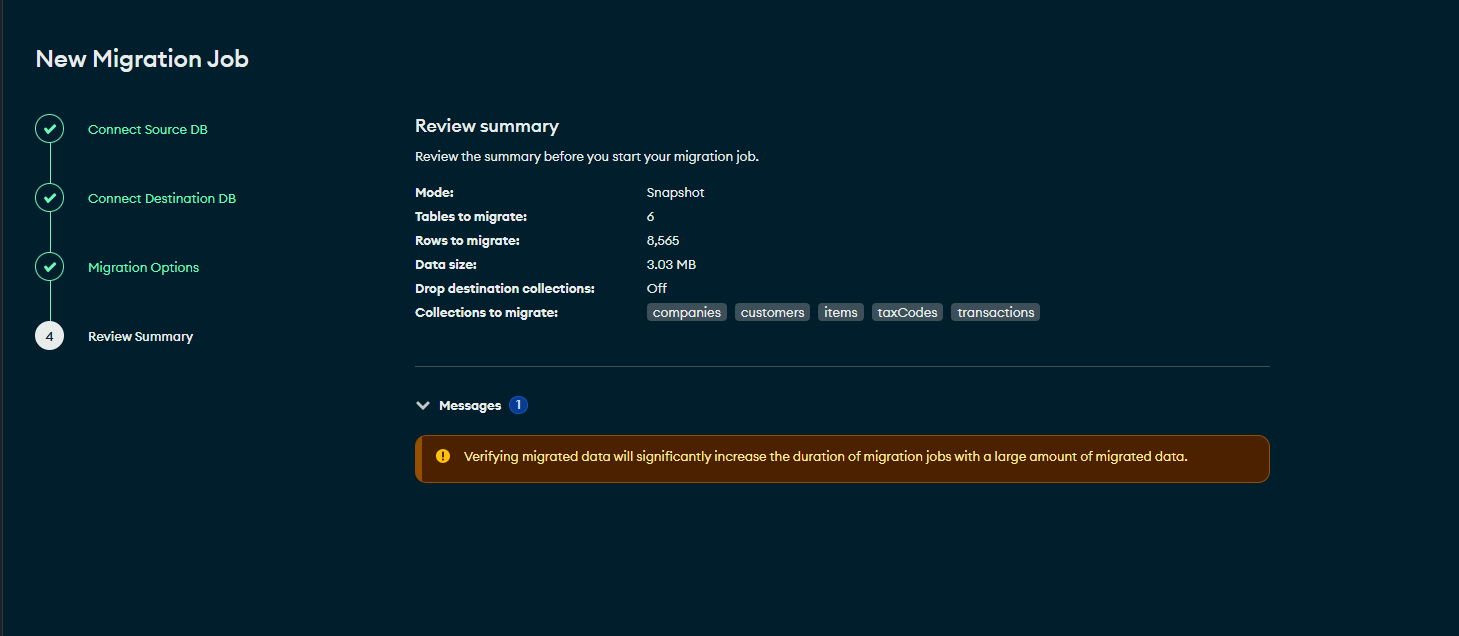 New Migration Job
Connect Source DB
Connect Destination DB
Migration Options
4 Review Summary
Review summary
Review the summary before you start your migration job.
Mode: Snapshot
Tables to migrate: 6
Rows to migrate: 8,565
Data size: 3.03 MB
Drop destination collections: Off
Collections to migrate: companies customers items taxCodes transactions
Messages 1
Verifying migrated data will significantly increase the duration of migration jobs with a large amount of migrated data.